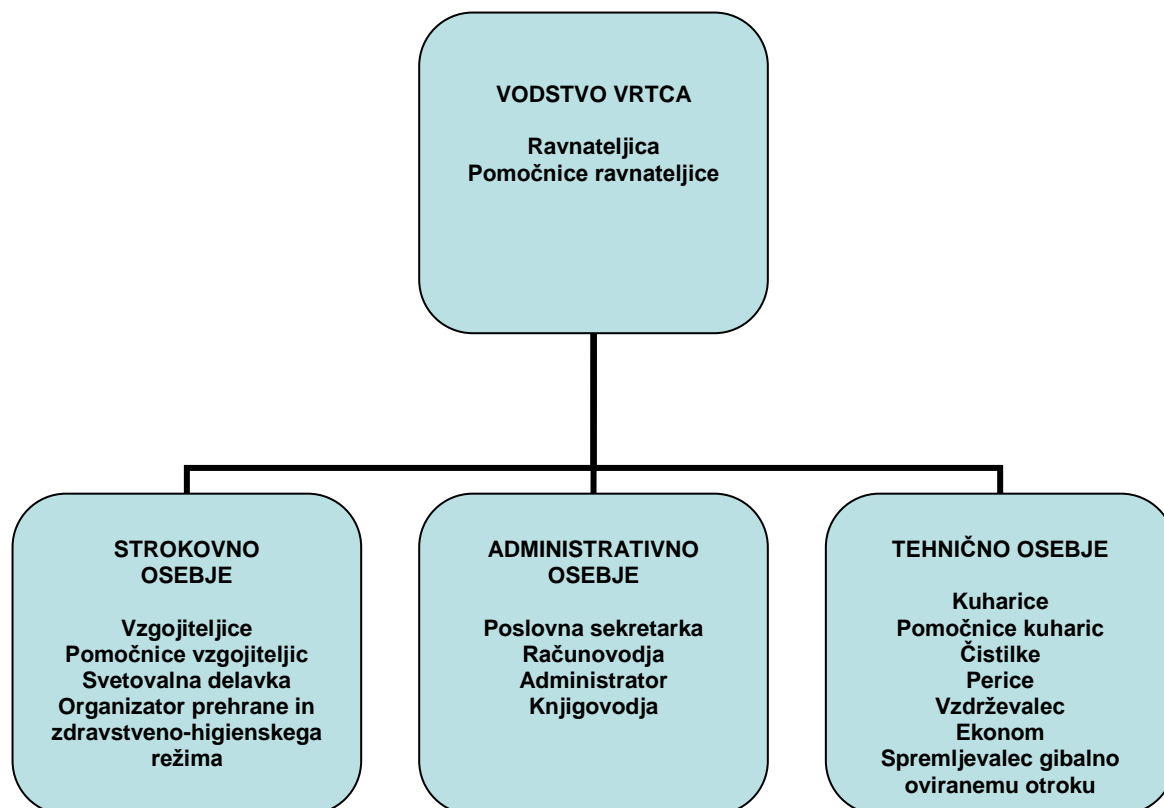 VODSTVO VRTCA
Ravnateljica
Pomočnice ravnateljice
STROKOVNO
OSEBJE
Vzgojiteljice
Pomočnice vzgojiteljic
Svetovalna delavka
Organizator prehrane in
zdravstveno-higienskega
režima
ADMINISTRATIVNO
OSEBJE
Poslovna sekretarka
Računovodja
Administrator
Knjigovodja
TEHNIČNO OSEBJE
Kuharice
Pomočnice kuharic
Čistilke
Perice
Vzdrževalec
Ekonom
Spremljevalec gibalno
oviranemu otroku